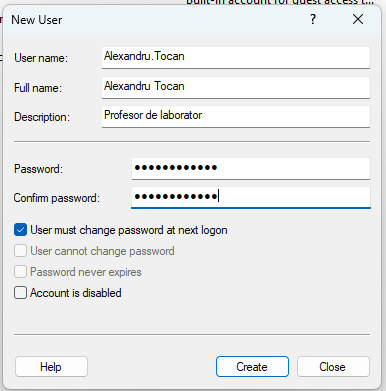 Built-in account for guest access t...
New User
?
User name:
Alexandru.Tocan
Full name:
Alexandru Tocan
Description:
Profesor de laborator
Password:
●●●●●●●●●●●●
Confirm password:
●●●●●●●●●●●●
User must change password at next logon
User cannot change password
Password never expires
Account is disabled
Help
Create
Close